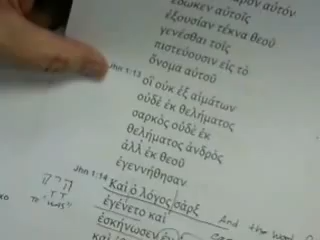 ἔδωκεν αὐτοῖς
ἐξουσίαν τέκνα θεοῦ
γενέσθαι τοῖς
πιστεύουσιν εἰς τὸ
ὄνομα αὐτοῦ
Jhn 1:13 οἳ οὐκ ἐξ αἱμάτων
οὐδὲ ἐκ θελήματος
σαρκὸς οὐδὲ ἐκ
θελήματος ἀνδρὸς
ἀλλ ἐκ θεοῦ
ἐγεννήθησαν
Jhn 1:14 Καὶ ὁ λόγος σὰρξ
And the word
ἐγένετο καὶ
ἐσκήνωσεν ἐν